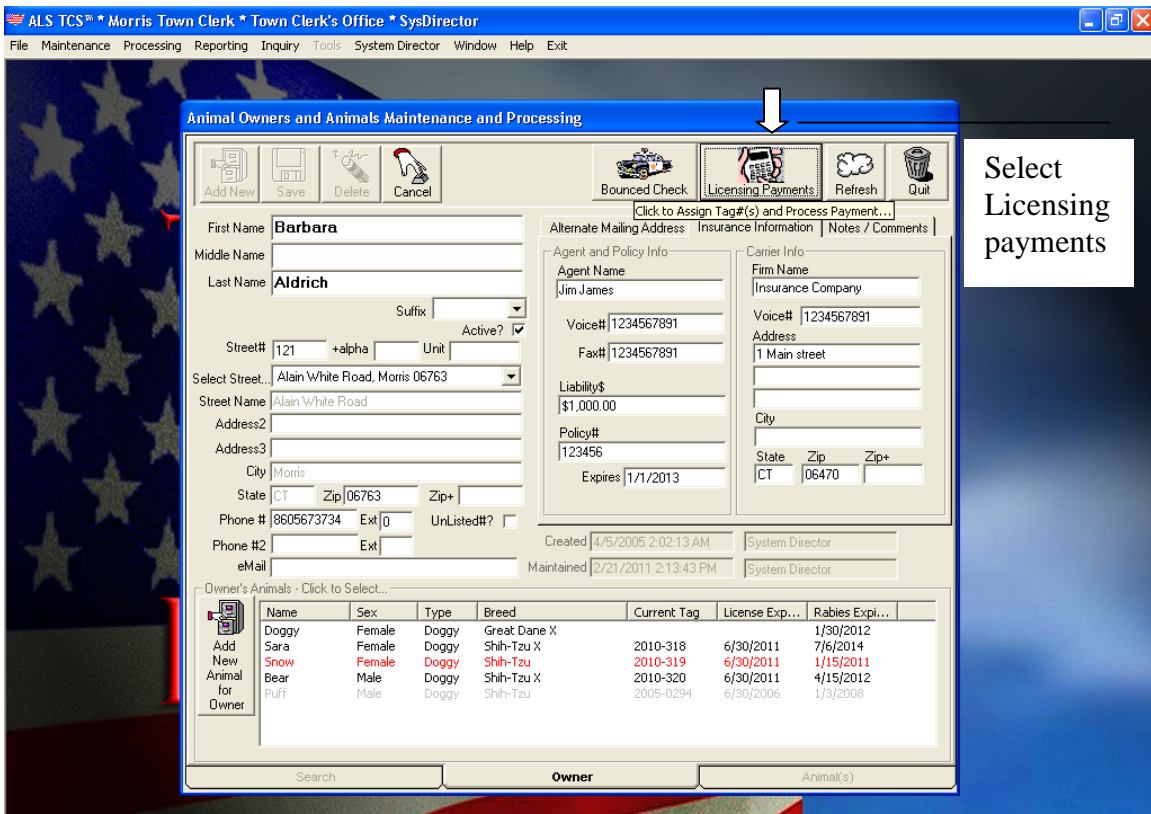 ALS TCS™ * Morris Town Clerk * Town Clerk's Office * SysDirector
File Maintenance Processing Reporting Inquiry Tools System Director Window Help Exit
Animal Owners and Animals Maintenance and Processing
Add New Save Delete Cancel Bounced Check Licensing Payments Refresh Quit
Click to Assign Tag#(s) and Process Payment...
Select
Licensing
payments
First Name Barbara
Middle Name
Last Name Aldrich
Suffix
Active?
Street# 121 +alpha Unit
Select Street... Alain White Road, Morris 06763
Street Name Alain White Road
Address2
Address3
City Morris
State CT Zip 06763 Zip+
Phone # 8605673734 Ext 0 UnListed#?
Phone #2 Ext
eMail
Alternate Mailing Address Insurance Information Notes / Comments
Agent and Policy Info
Agent Name
Jim James
Voice# 1234567891
Fax# 1234567891
Liability$
$1,000.00
Policy#
123456
Expires 1/1/2013
Carrier Info
Firm Name
Insurance Company
Voice# 1234567891
Address
1 Main street
City
State Zip Zip+
CT 06470
Created 4/5/2005 2:02:13 AM System Director
Maintained 2/21/2011 2:13:43 PM System Director
Owner's Animals - Click to Select...
Add
New
Animal
for
Owner
Name Sex Type Breed Current Tag License Exp... Rabies Expi...
Doggy Female Doggy Great Dane X 1/30/2012
Sara Female Doggy Shih-Tzu X 2010-318 6/30/2011 7/6/2014
Snow Female Doggy Shih-Tzu 2010-319 6/30/2011 1/15/2011
Bear Male Doggy Shih-Tzu X 2010-320 6/30/2011 4/15/2012
Puff Male Doggy Shih-Tzu 2005-0294 6/30/2006 1/3/2008
Search Owner Animal(s)